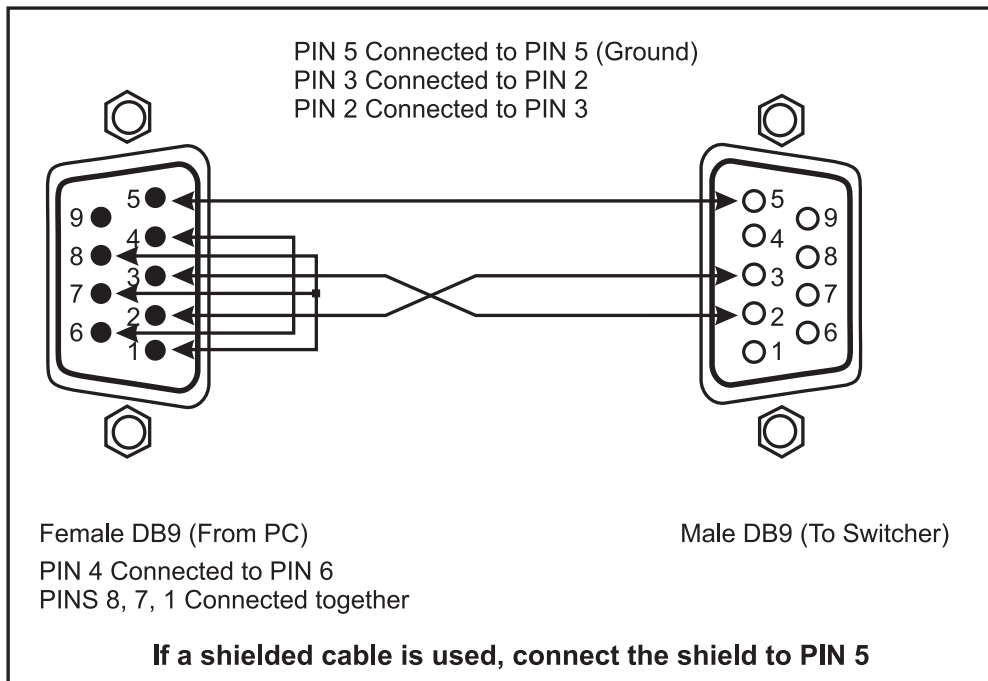 PIN 5 Connected to PIN 5 (Ground)
PIN 3 Connected to PIN 2
PIN 2 Connected to PIN 3
5
4
3
2
1
9
8
7
6
5
4
3
2
1
9
8
7
6
Female DB9 (From PC)
PIN 4 Connected to PIN 6
PINS 8, 7, 1 Connected together
Male DB9 (To Switcher)
If a shielded cable is used, connect the shield to PIN 5